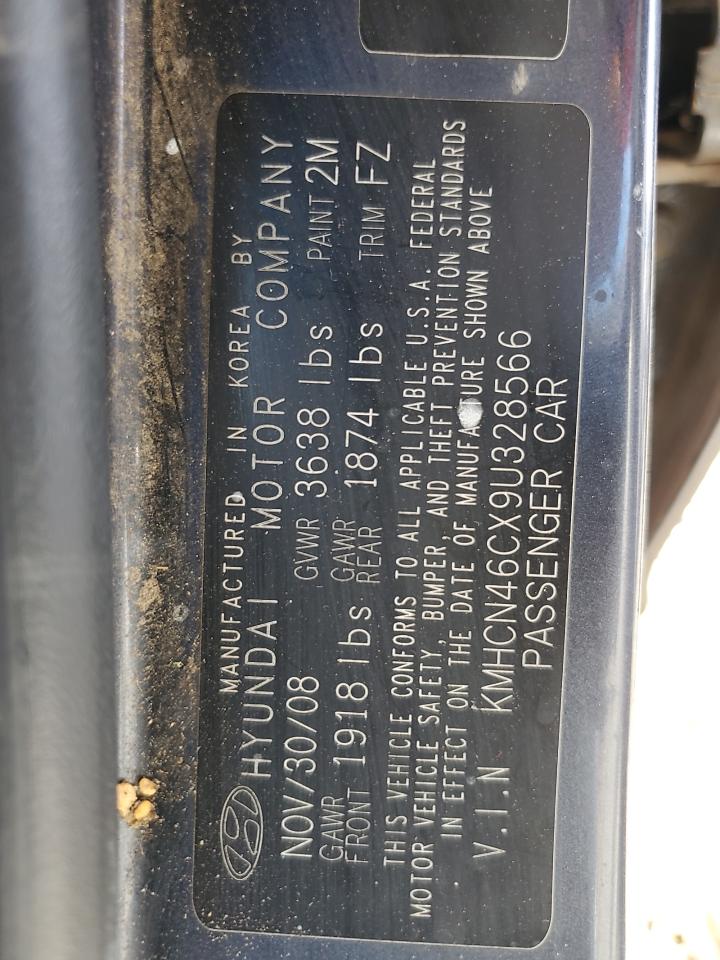 MANUFACTURED IN KOREA BY
HYUNDAI MOTOR COMPANY
NOV/30/08 GVWR 3638 lbs PAINT 2M
GAWR FRONT 1918 lbs GAWR REAR 1874 lbs TRIM FZ
THIS VEHICLE CONFORMS TO ALL APPLICABLE U.S.A. FEDERAL
MOTOR VEHICLE SAFETY, BUMPER, AND THEFT PREVENTION STANDARDS
IN EFFECT ON THE DATE OF MANUFACTURE SHOWN ABOVE
V.I.N KMHCN46CX9U328566
PASSENGER CAR